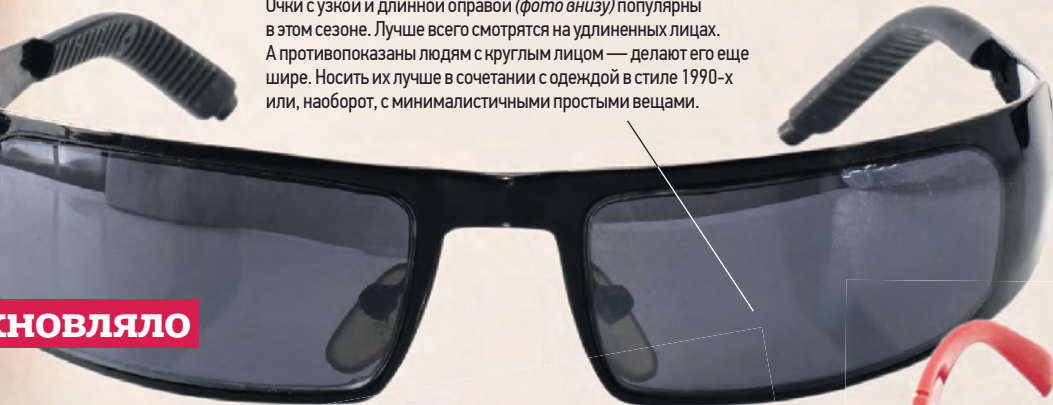 Очки с узкой и длинной оправой (фото внизу) популярны
в этом сезоне. Лучше всего смотрятся на удлиненных лицах.
А противопоказаны людям с круглым лицом — делают его еще
шире. Носить их лучше в сочетании с одеждой в стиле 1990-х
или, наоборот, с минималистичными простыми вещами.